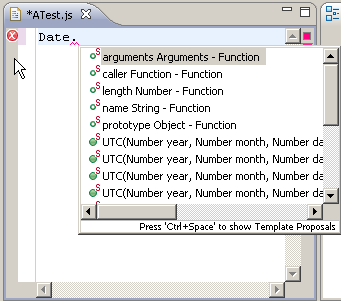 *ATest.js
Date.
arguments Arguments - Function
caller Function - Function
length Number - Function
name String - Function
prototype Object - Function
UTC(Number year, Number month, Number da
UTC(Number year, Number month, Number da
UTC(Number year, Number month, Number da
UTC(Number year, Number month, Number da
Press 'Ctrl+Space' to show Template Proposals